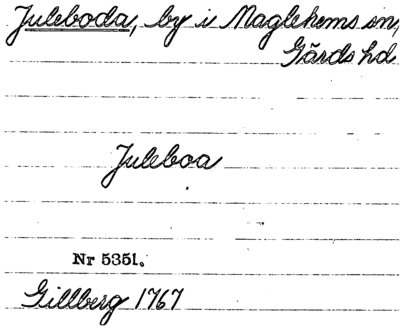 Juleboda, by i Maglehems sn,
Gärds hd
Juleboa
Nr 5351.
Gillberg 1767